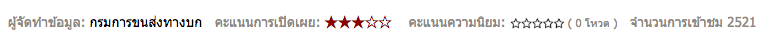 ผู้จัดทำข้อมูล: กรมการขนส่งทางบก คะแนนการเปิดเผย: ★★★☆☆ คะแนนความนิยม: ☆☆☆☆☆ ( 0 โหวต ) จำนวนการเข้าชม 2521